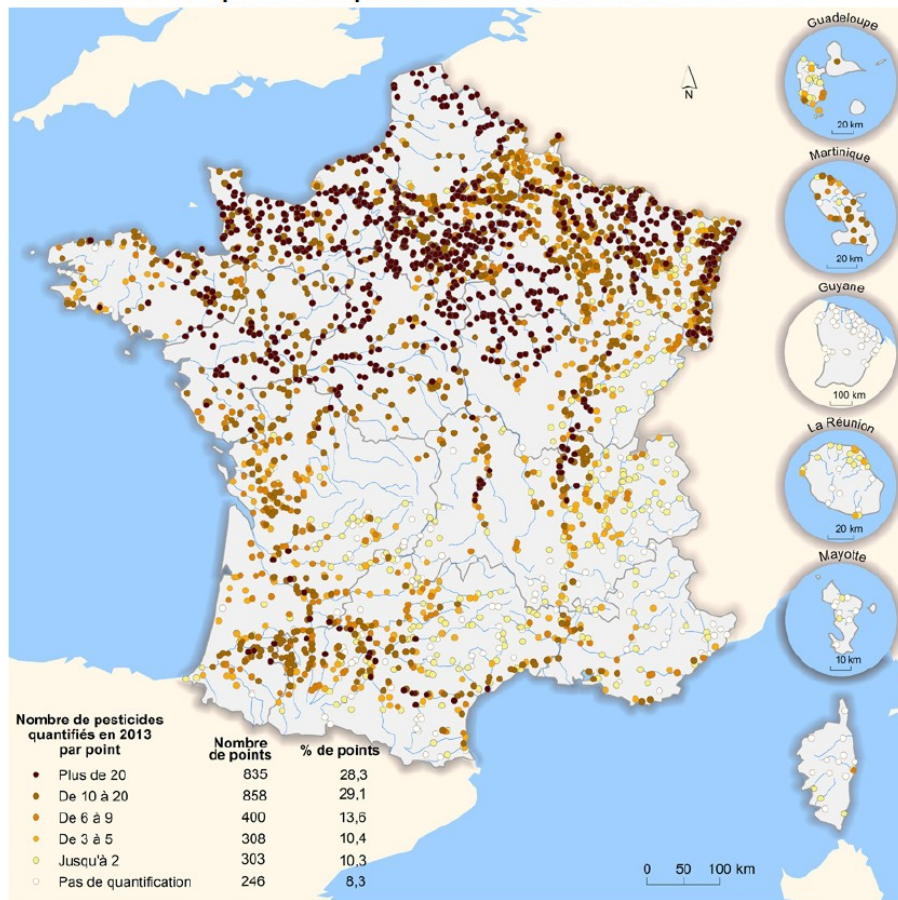 Guadeloupe
N
20 km
Martinique
20 km
Guyane
100 km
La Réunion
20 km
Mayotte
10 km
Nombre de pesticides
quantifiés en 2013
par point
Nombre
de points
% de points
Plus de 20 835 28,3
De 10 à 20 858 29,1
De 6 à 9 400 13,6
De 3 à 5 308 10,4
Jusqu'à 2 303 10,3
Pas de quantification 246 8,3
0 50 100 km